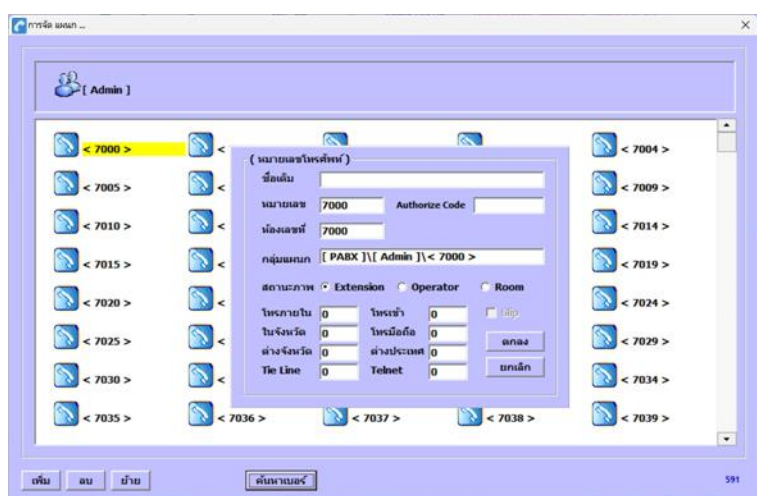 การจัด แผนก ...
[ Admin ]
< 7000 > < < 7004 >
< 7005 > < < 7009 >
< 7010 > < < 7014 >
< 7015 > < < 7019 >
< 7020 > < < 7024 >
< 7025 > < < 7029 >
< 7030 > < < 7034 >
< 7035 > < 7036 > < 7037 > < 7038 > < 7039 >
( หมายเลขโทรศัพท์ )
ชื่อเต็ม
หมายเลข 7000 Authorize Code
ห้องเลขที่ 7000
กลุ่มแผนก [ PABX ]\[ Admin ]\< 7000 >
สถานะภาพ Extension Operator Room
โทรภายใน 0 โทรเข้า 0 Slip
ในจังหวัด 0 โทรมือถือ 0 ตกลง
ต่างจังหวัด 0 ต่างประเทศ 0
Tie Line 0 Telnet 0 ยกเลิก
เพิ่ม ลบ ย้าย ค้นหาเบอร์ 591